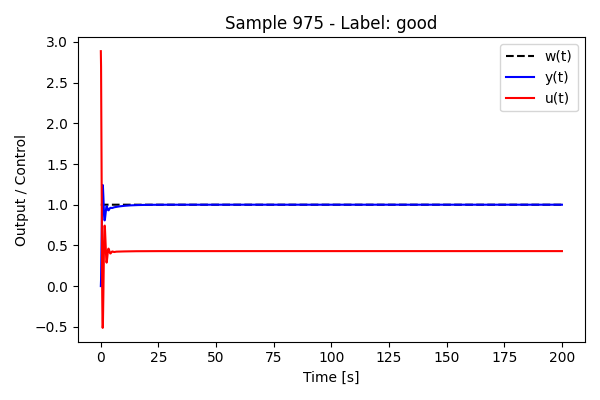 Sample 975 - Label: good
Output / Control
3.0
2.5
2.0
1.5
1.0
0.5
0.0
−0.5
w(t)
y(t)
u(t)
0 25 50 75 100 125 150 175 200
Time [s]